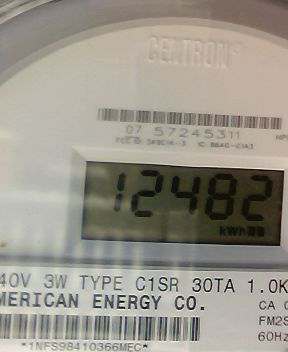 CENTRON®
07 57245311
12482
kWh
40V 3W TYPE C1SR 30TA 1.0K
MERICAN ENERGY CO.
CA
FM2S
60Hz
*1NFS98410366MEC*